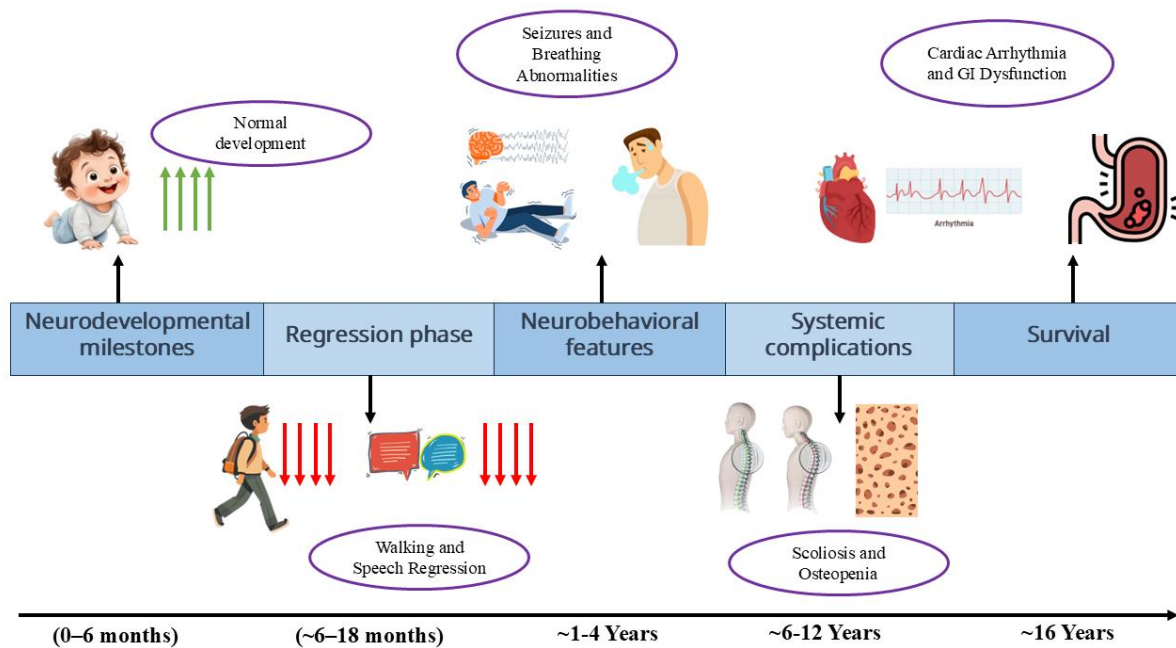 Seizures and
Breathing
Abnormalities
Cardiac Arrhythmia
and GI Dysfunction
Normal
development
Arrhythmia
Neurodevelopmental
milestones
Regression phase
Neurobehavioral
features
Systemic
complications
Survival
Walking and
Speech Regression
Scoliosis and
Osteopenia
(0–6 months)
(~6–18 months)
~1-4 Years
~6-12 Years
~16 Years